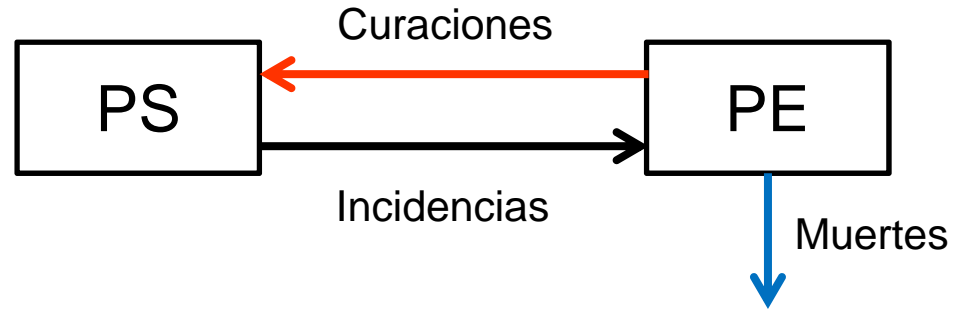 Curaciones
PS
PE
Incidencias
Muertes